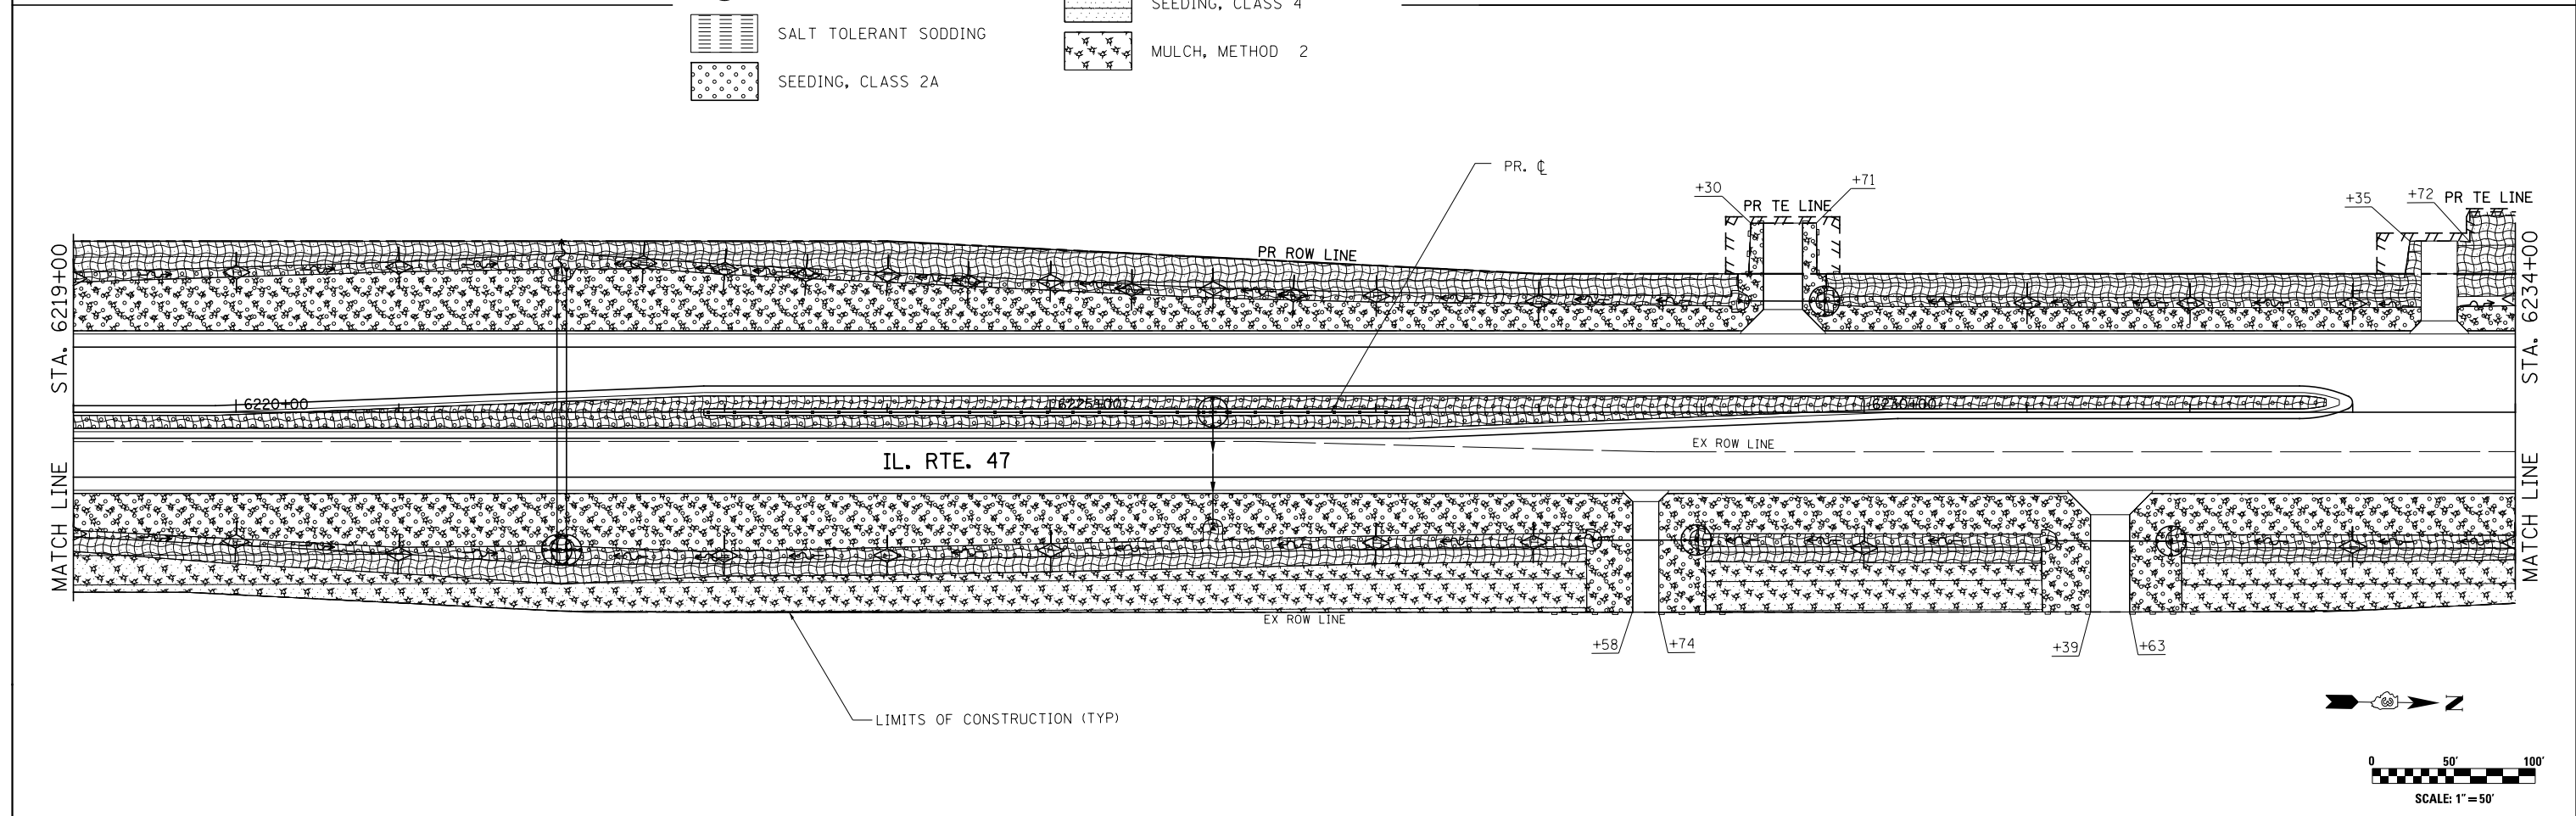 SEEDING, CLASS 4
SALT TOLERANT SODDING
MULCH, METHOD 2
SEEDING, CLASS 2A
PR. ℄
+30
+71
PR TE LINE
+35
+72
PR TE LINE
PR ROW LINE
STA. 6219+00
STA. 6234+00
6220+00
6225+00
6230+00
EX ROW LINE
IL. RTE. 47
MATCH LINE
MATCH LINE
EX ROW LINE
+58
+74
+39
+63
LIMITS OF CONSTRUCTION (TYP)
3
N
0 50' 100'
SCALE: 1"=50'